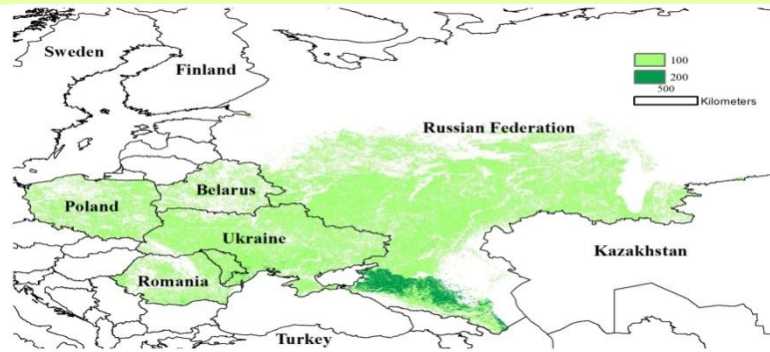 Sweden
Finland
100
200
500
Kilometers
Russian Federation
Belarus
Poland
Ukraine
Kazakhstan
Romania
Turkey